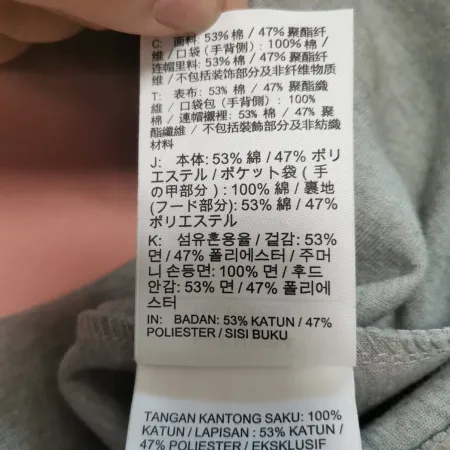 C: 面料: 53% 棉 / 47% 聚酯纤
维 / 口袋 (手背侧) : 100% 棉 /
连帽里料: 53% 棉 / 47% 聚酯纤
维 / 不包括装饰部分及非纤维物质
T: 表布: 53% 棉 / 47% 聚酯纖
維 / 口袋包 (手背側) : 100%
棉 / 連帽襯裡: 53% 棉 / 47% 聚
酯纖維 / 不包括裝飾部分及非紡織
材料
J: 本体: 53% 綿 / 47% ポリ
エステル / ポケット袋 ( 手
の甲部分 ) : 100% 綿 / 裏地
(フード部分): 53% 綿 / 47%
ポリエステル
K: 섬유혼용율 / 겉감: 53%
면 / 47% 폴리에스터 / 주머
니 손등면: 100% 면 / 후드
안감: 53% 면 / 47% 폴리에
스터
IN: BADAN: 53% KATUN / 47%
POLIESTER / SISI BUKU
TANGAN KANTONG SAKU: 100%
KATUN / LAPISAN : 53% KATUN /
47% POLIESTER / EKSKLUSIF